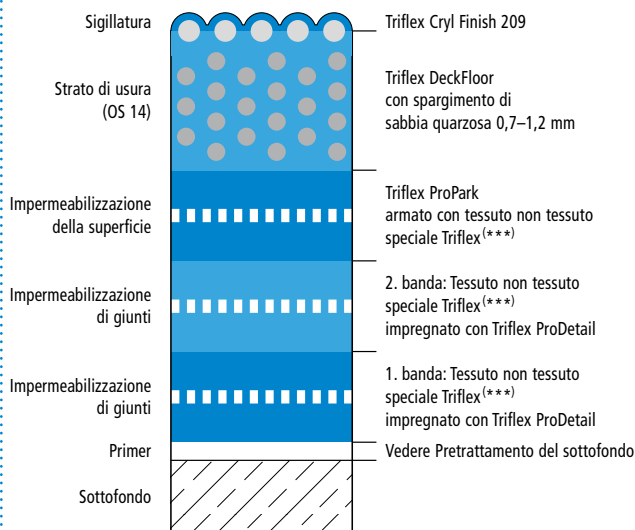 Sigillatura
Triflex Cryl Finish 209
Strato di usura
(OS 14)
Triflex DeckFloor
con spargimento di
sabbia quarzosa 0,7–1,2 mm
Impermeabilizzazione
della superficie
Triflex ProPark
armato con tessuto non tessuto
speciale Triflex(***)
Impermeabilizzazione
di giunti
2. banda: Tessuto non tessuto
speciale Triflex(***)
impregnato con Triflex ProDetail
Impermeabilizzazione
di giunti
1. banda: Tessuto non tessuto
speciale Triflex(***)
impregnato con Triflex ProDetail
Primer
Vedere Pretrattamento del sottofondo
Sottofondo